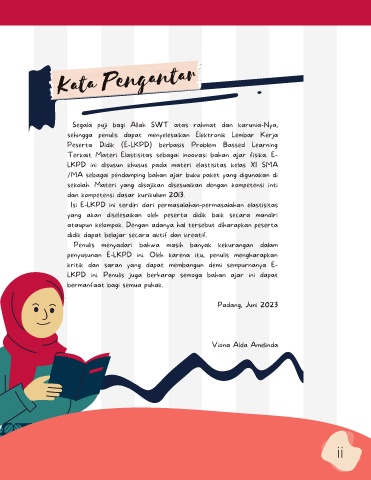 Kata Pengantar
Segala puji bagi Allah SWT atas rahmat dan karunia-Nya,
sehingga penulis dapat menyelesaikan Elektronik Lembar Kerja
Peserta Didik (E-LKPD) berbasis Problem Bassed Learning
Terkait Materi Elastisitas sebagai inovasi bahan ajar fisika. E-
LKPD ini disusun khusus pada materi elastisitas kelas XI SMA
/MA sebagai pendamping bahan ajar buku paket yang digunakan di
sekolah. Materi yang disajikan disesuaikan dengan kompetensi inti
dan kompetensi dasar kurikulum 2013.
Isi E-LKPD ini terdiri dari permasalahan-permasalahan elastisitas
yang akan diselesaikan oleh peserta didik baik secara mandiri
ataupun kelompok. Dengan adanya hal tersebut diharapkan peserta
didik dapat belajar secara aktif dan kreatif.
Penulis menyadari bahwa masih banyak kekurangan dalam
penyusunan E-LKPD ini. Oleh karena itu, penulis mengharapkan
kritik dan saran yang dapat membangun demi sempurnanya E-
LKPD ini. Penulis juga berharap semoga bahan ajar ini dapat
bermanfaat bagi semua pihak.
Padang, Juni 2023
Viona Alda Amelinda
ii